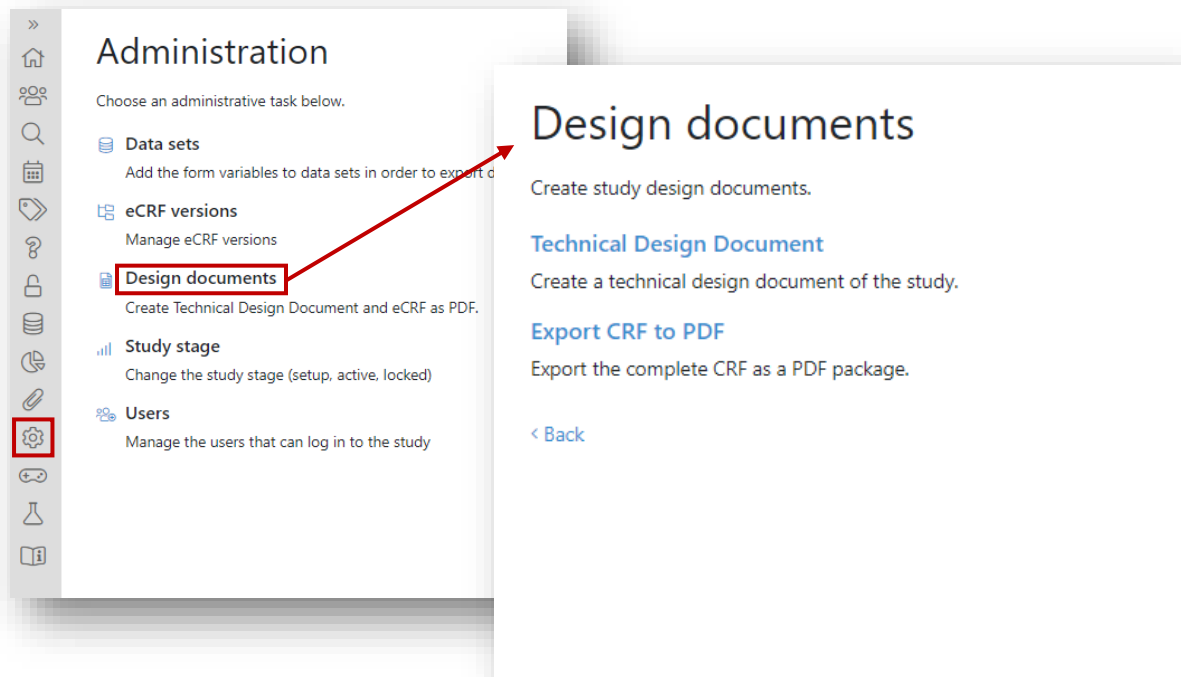 Administration
Choose an administrative task below.
Data sets
Add the form variables to data sets in order to export
eCRF versions
Manage eCRF versions
Design documents
Create Technical Design Document and eCRF as PDF.
Study stage
Change the study stage (setup, active, locked)
Users
Manage the users that can log in to the study
Design documents
Create study design documents.
Technical Design Document
Create a technical design document of the study.
Export CRF to PDF
Export the complete CRF as a PDF package.
< Back